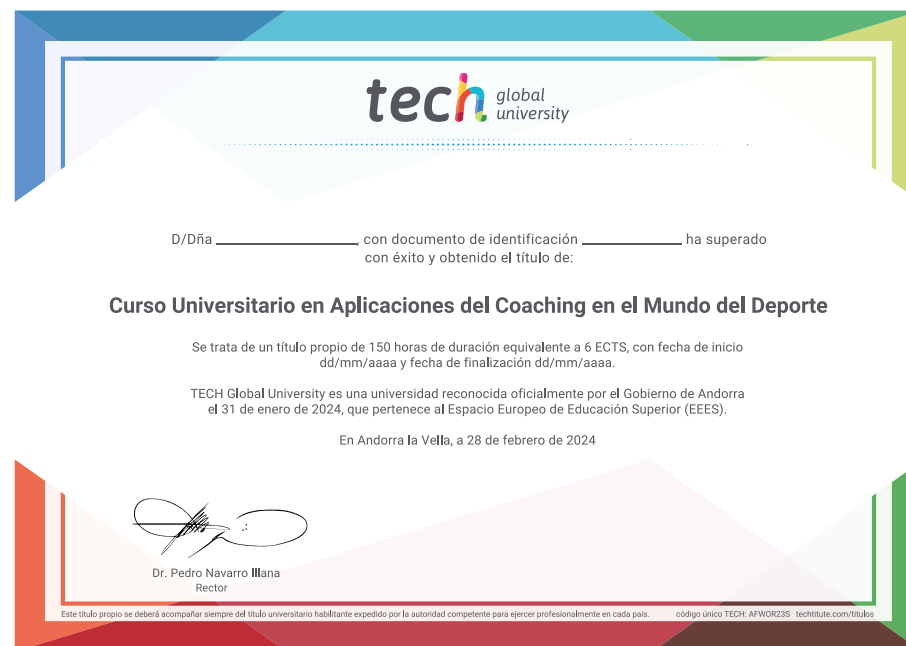 tech global university
D/Dña ______________, con documento de identificación ____________ ha superado
con éxito y obtenido el título de:
Curso Universitario en Aplicaciones del Coaching en el Mundo del Deporte
Se trata de un título propio de 150 horas de duración equivalente a 6 ECTS, con fecha de inicio
dd/mm/aaaa y fecha de finalización dd/mm/aaaa.
TECH Global University es una universidad reconocida oficialmente por el Gobierno de Andorra
el 31 de enero de 2024, que pertenece al Espacio Europeo de Educación Superior (EEES).
En Andorra la Vella, a 28 de febrero de 2024
Dr. Pedro Navarro Illana
Rector
Este título propio se deberá acompañar siempre del título universitario habilitante expedido por la autoridad competente para ejercer profesionalmente en cada país. código único TECH: AFWOR23S techtitute.com/títulos